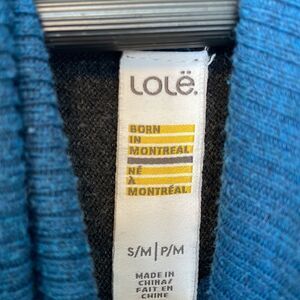 Lolë.
BORN
IN
MONTREAL
NÉ
À
MONTRÉAL
S/M | P/M
MADE IN
CHINA/
FAIT EN
CHINE